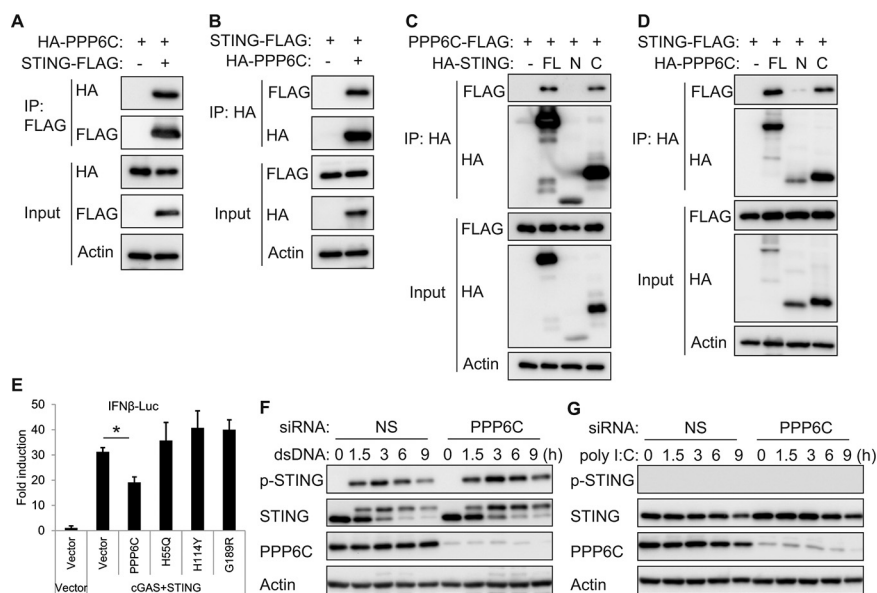 A
HA-PPP6C: + +
STING-FLAG: - +
IP: FLAG
HA
FLAG
Input
HA
FLAG
Actin
B
STING-FLAG: + +
HA-PPP6C: - +
IP: HA
FLAG
HA
Input
FLAG
HA
Actin
C
PPP6C-FLAG: + + + +
HA-STING: - FL N C
IP: HA
FLAG
HA
Input
FLAG
HA
Actin
D
STING-FLAG: + + + +
HA-PPP6C: - FL N C
IP: HA
FLAG
HA
Input
FLAG
HA
Actin
E
IFNβ-Luc
Fold induction
50
40
30
20
10
0
*
Vector
Vector
PPP6C
H55Q
H114Y
G189R
Vector
cGAS+STING
F
siRNA: NS PPP6C
dsDNA: 0 1.5 3 6 9 0 1.5 3 6 9 (h)
p-STING
STING
PPP6C
Actin
G
siRNA: NS PPP6C
poly I:C: 0 1.5 3 6 9 0 1.5 3 6 9 (h)
p-STING
STING
PPP6C
Actin